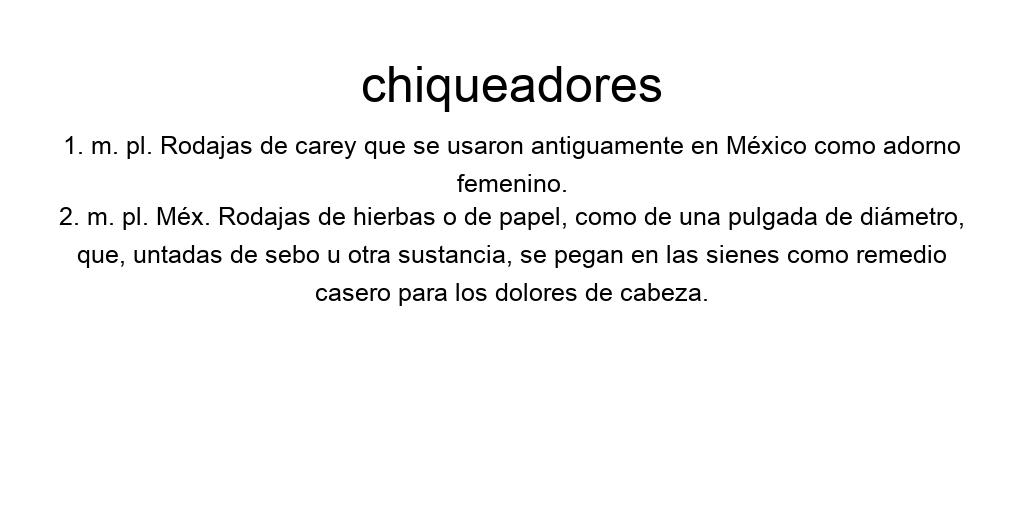 chiqueadores
1. m. pl. Rodajas de carey que se usaron antiguamente en México como adorno
femenino.
2. m. pl. Méx. Rodajas de hierbas o de papel, como de una pulgada de diámetro,
que, untadas de sebo u otra sustancia, se pegan en las sienes como remedio
casero para los dolores de cabeza.